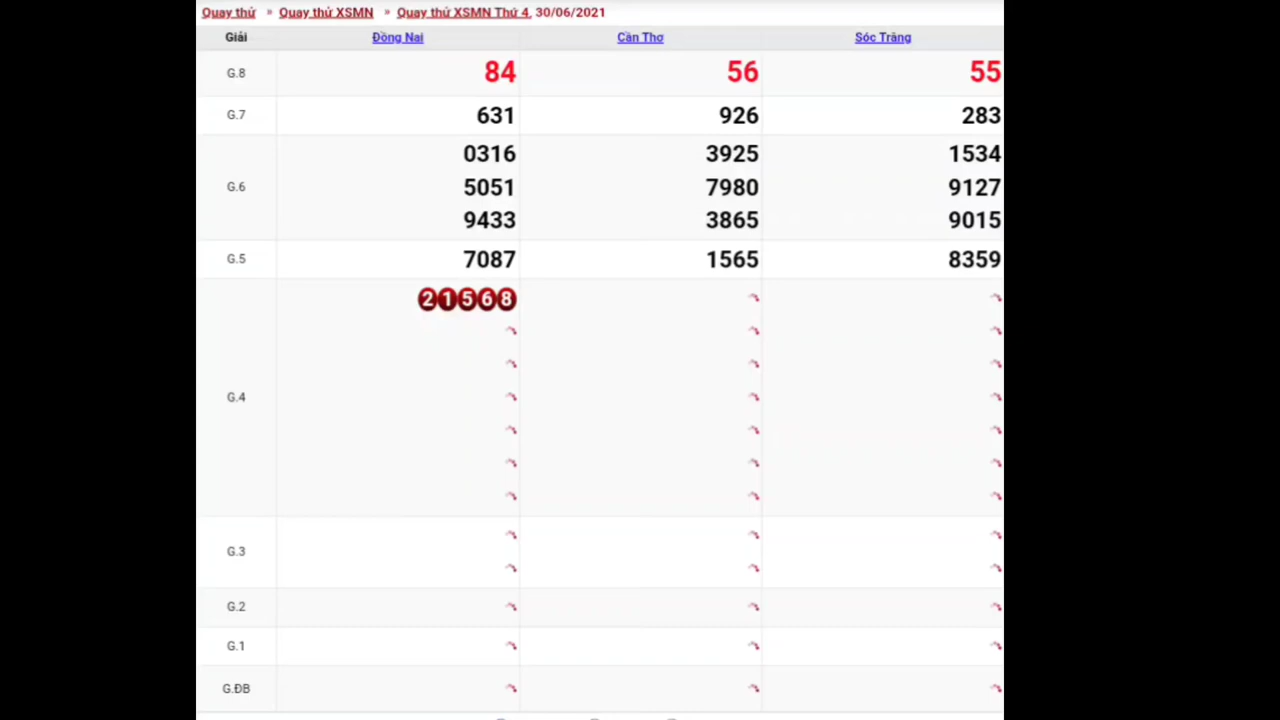 Quay thử » Quay thử XSMN » Quay thử XSMN Thứ 4, 30/06/2021
Giải Đồng Nai Cần Thơ Sóc Trăng
G.8 84 56 55
G.7 631 926 283
0316 3925 1534
G.6 5051 7980 9127
9433 3865 9015
G.5 7087 1565 8359
21568
G.4
G.3
G.2
G.1
G.ĐB